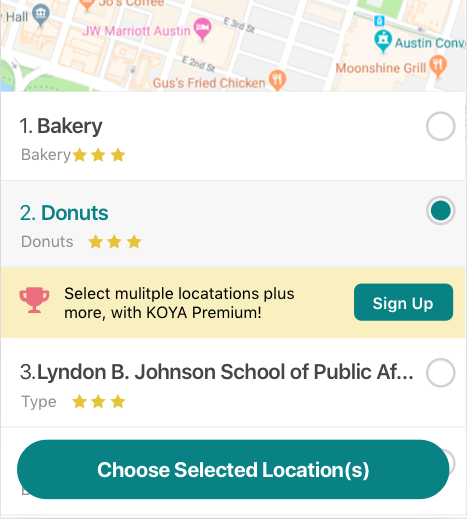 Jo's Coffee
Hall
E 3rd St
JW Marriott Austin
Austin Conv
E 2nd St
Moonshine Grill
Gus's Fried Chicken
1. Bakery
Bakery
2. Donuts
Donuts
Select mulitple locatations plus
more, with KOYA Premium!
Sign Up
3.Lyndon B. Johnson School of Public Af...
Type
Choose Selected Location(s)